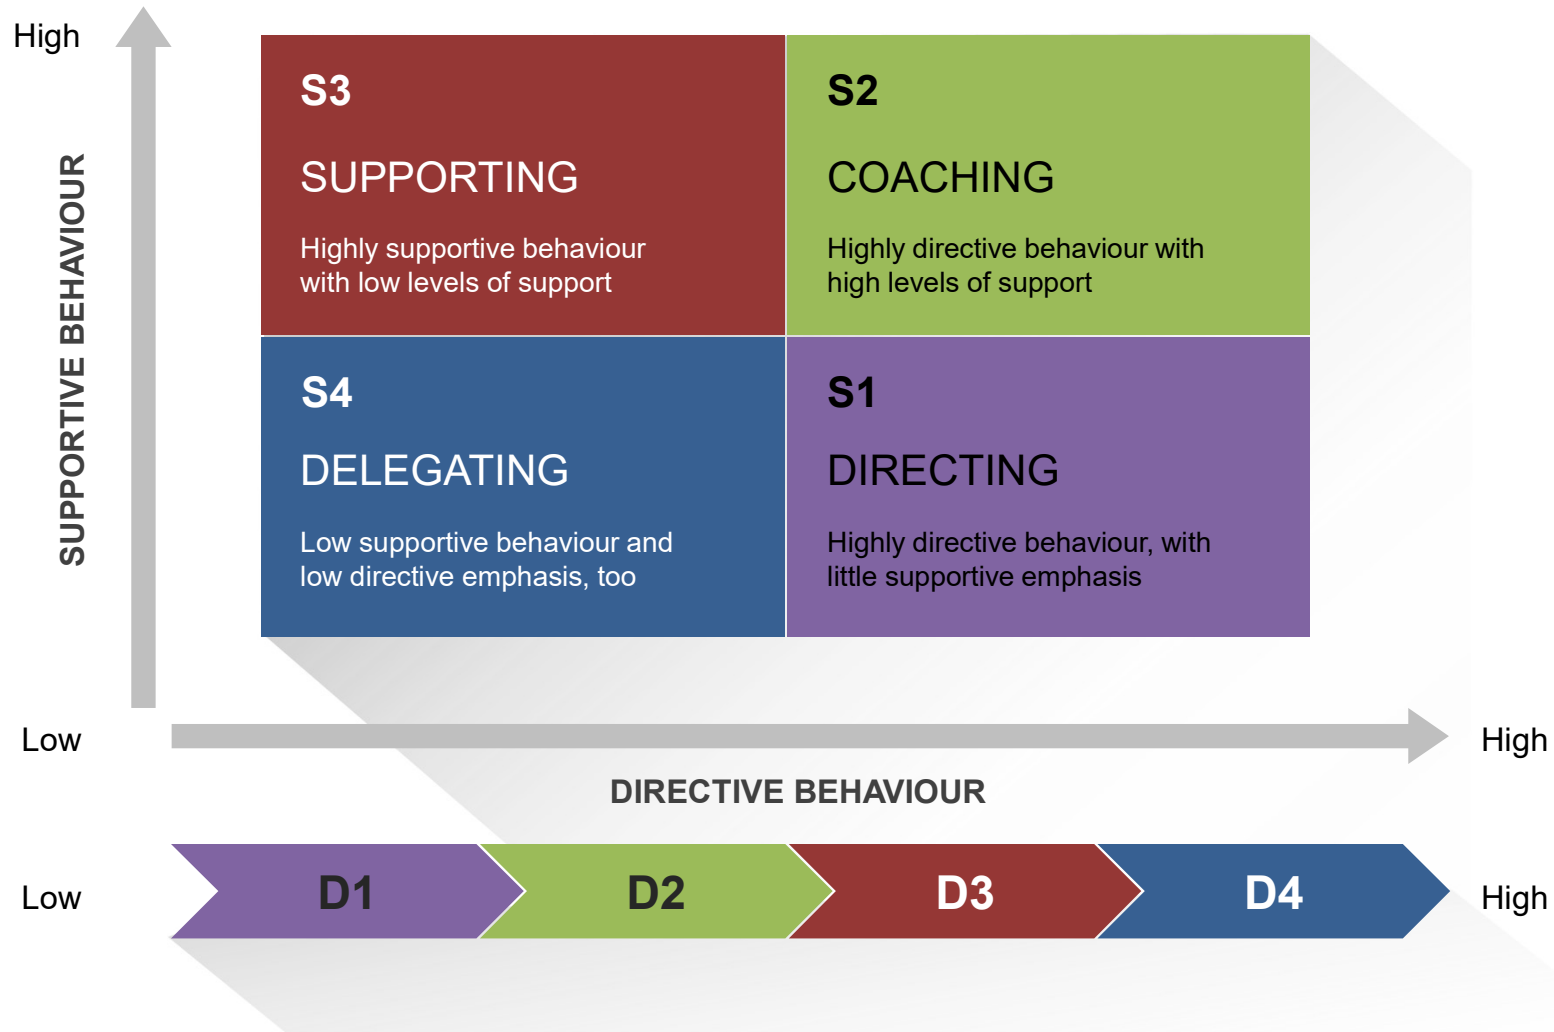 High
SUPPORTIVE BEHAVIOUR
S3
SUPPORTING
Highly supportive behaviour
with low levels of support
S2
COACHING
Highly directive behaviour with
high levels of support
S4
DELEGATING
Low supportive behaviour and
low directive emphasis, too
S1
DIRECTING
Highly directive behaviour, with
little supportive emphasis
Low
High
DIRECTIVE BEHAVIOUR
Low
D1
D2
D3
D4
High